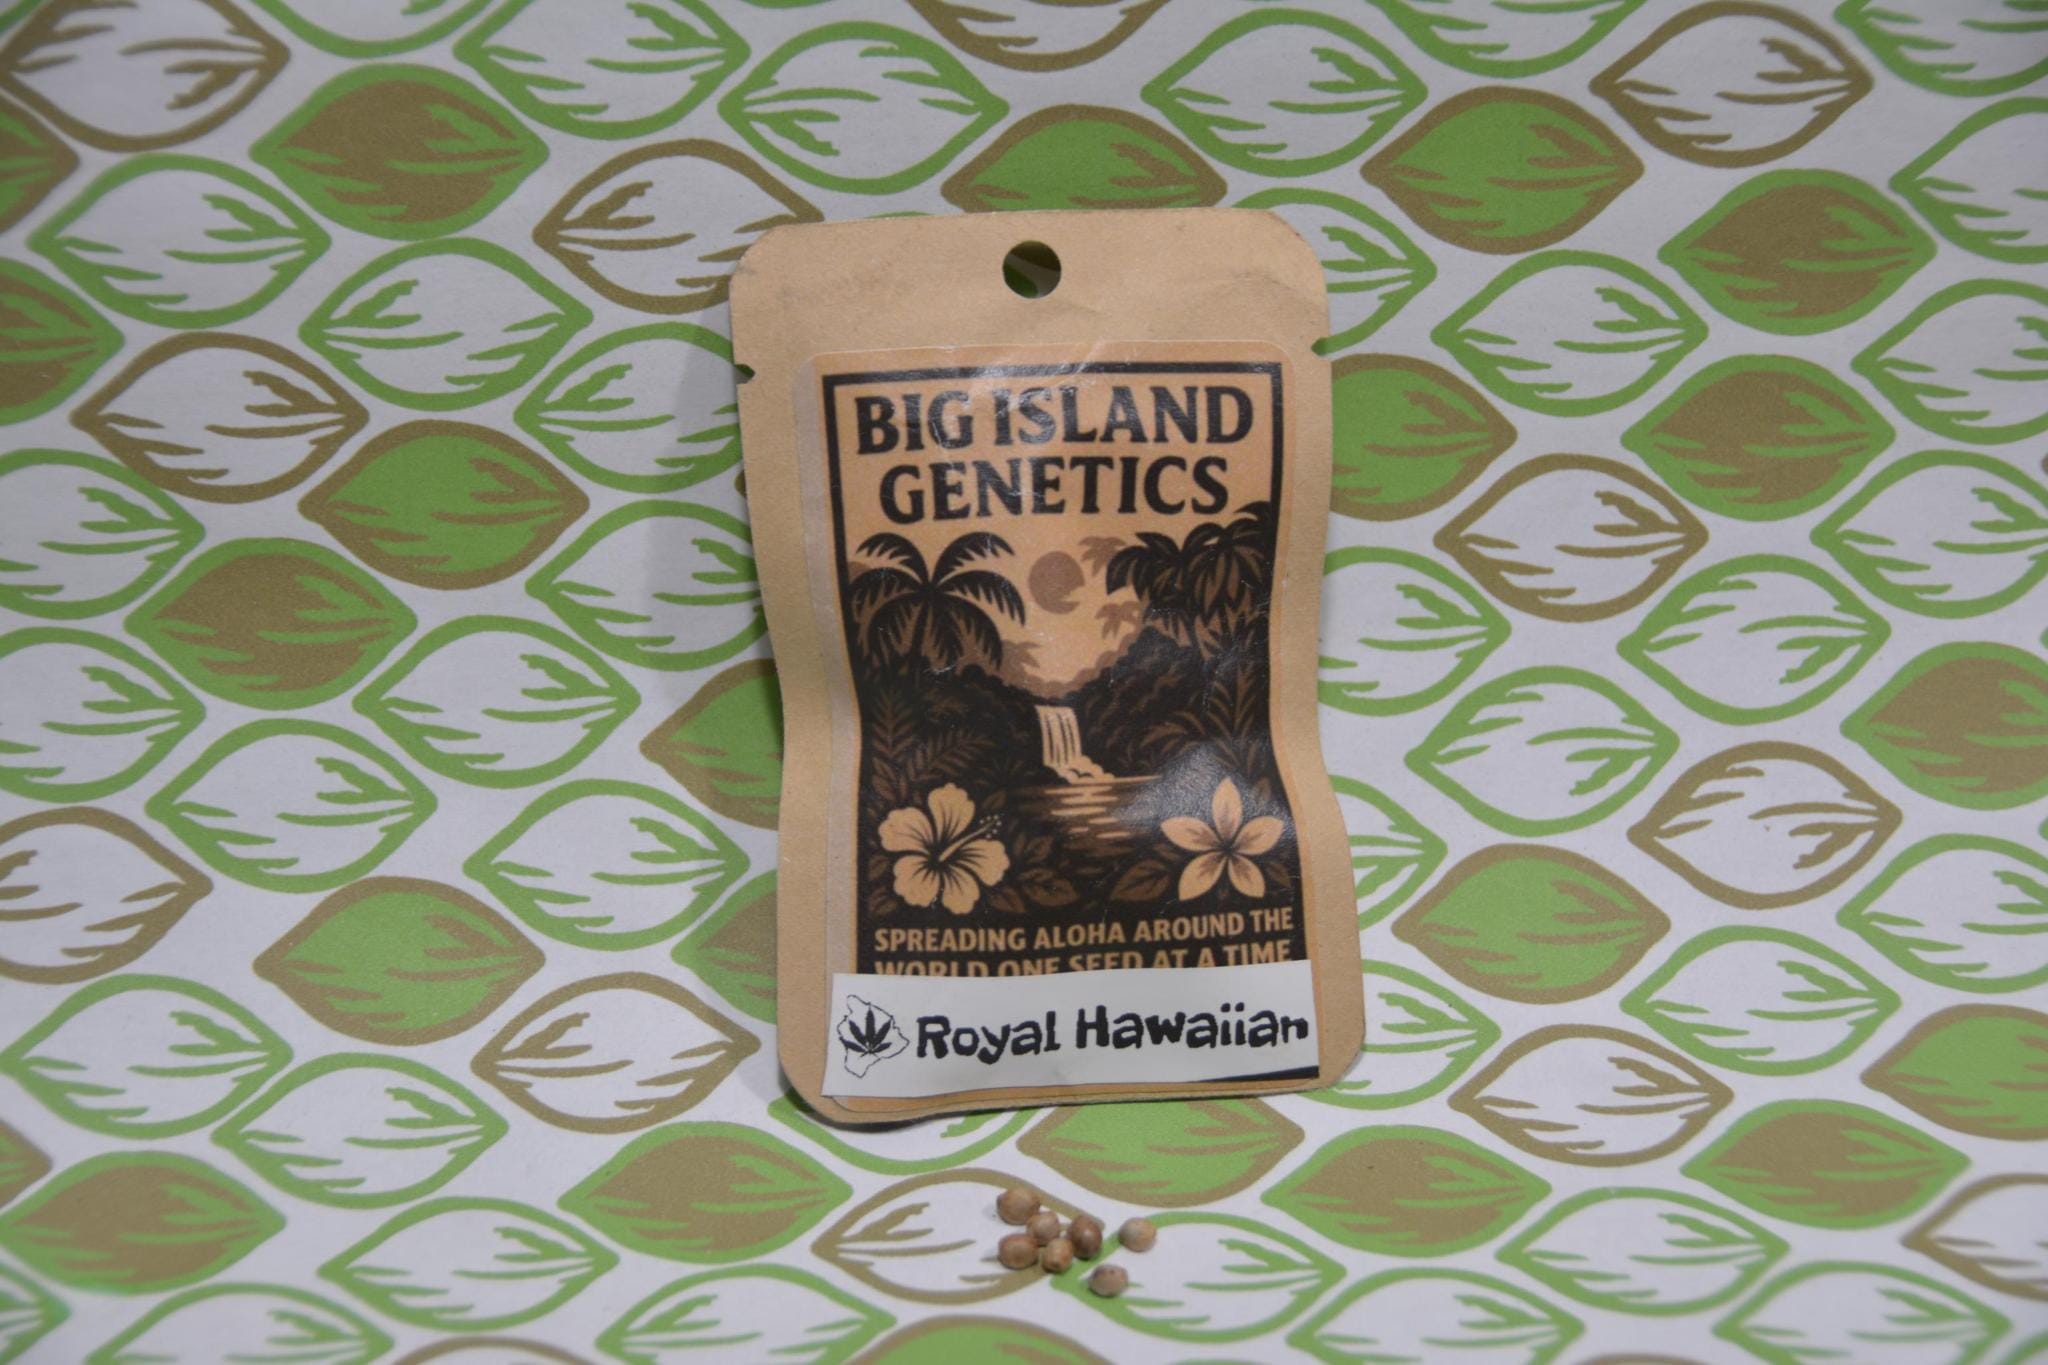 BIG ISLAND
GENETICS
SPREADING ALOHA AROUND THE
WORLD ONE SEED AT A TIME
Royal Hawaiian